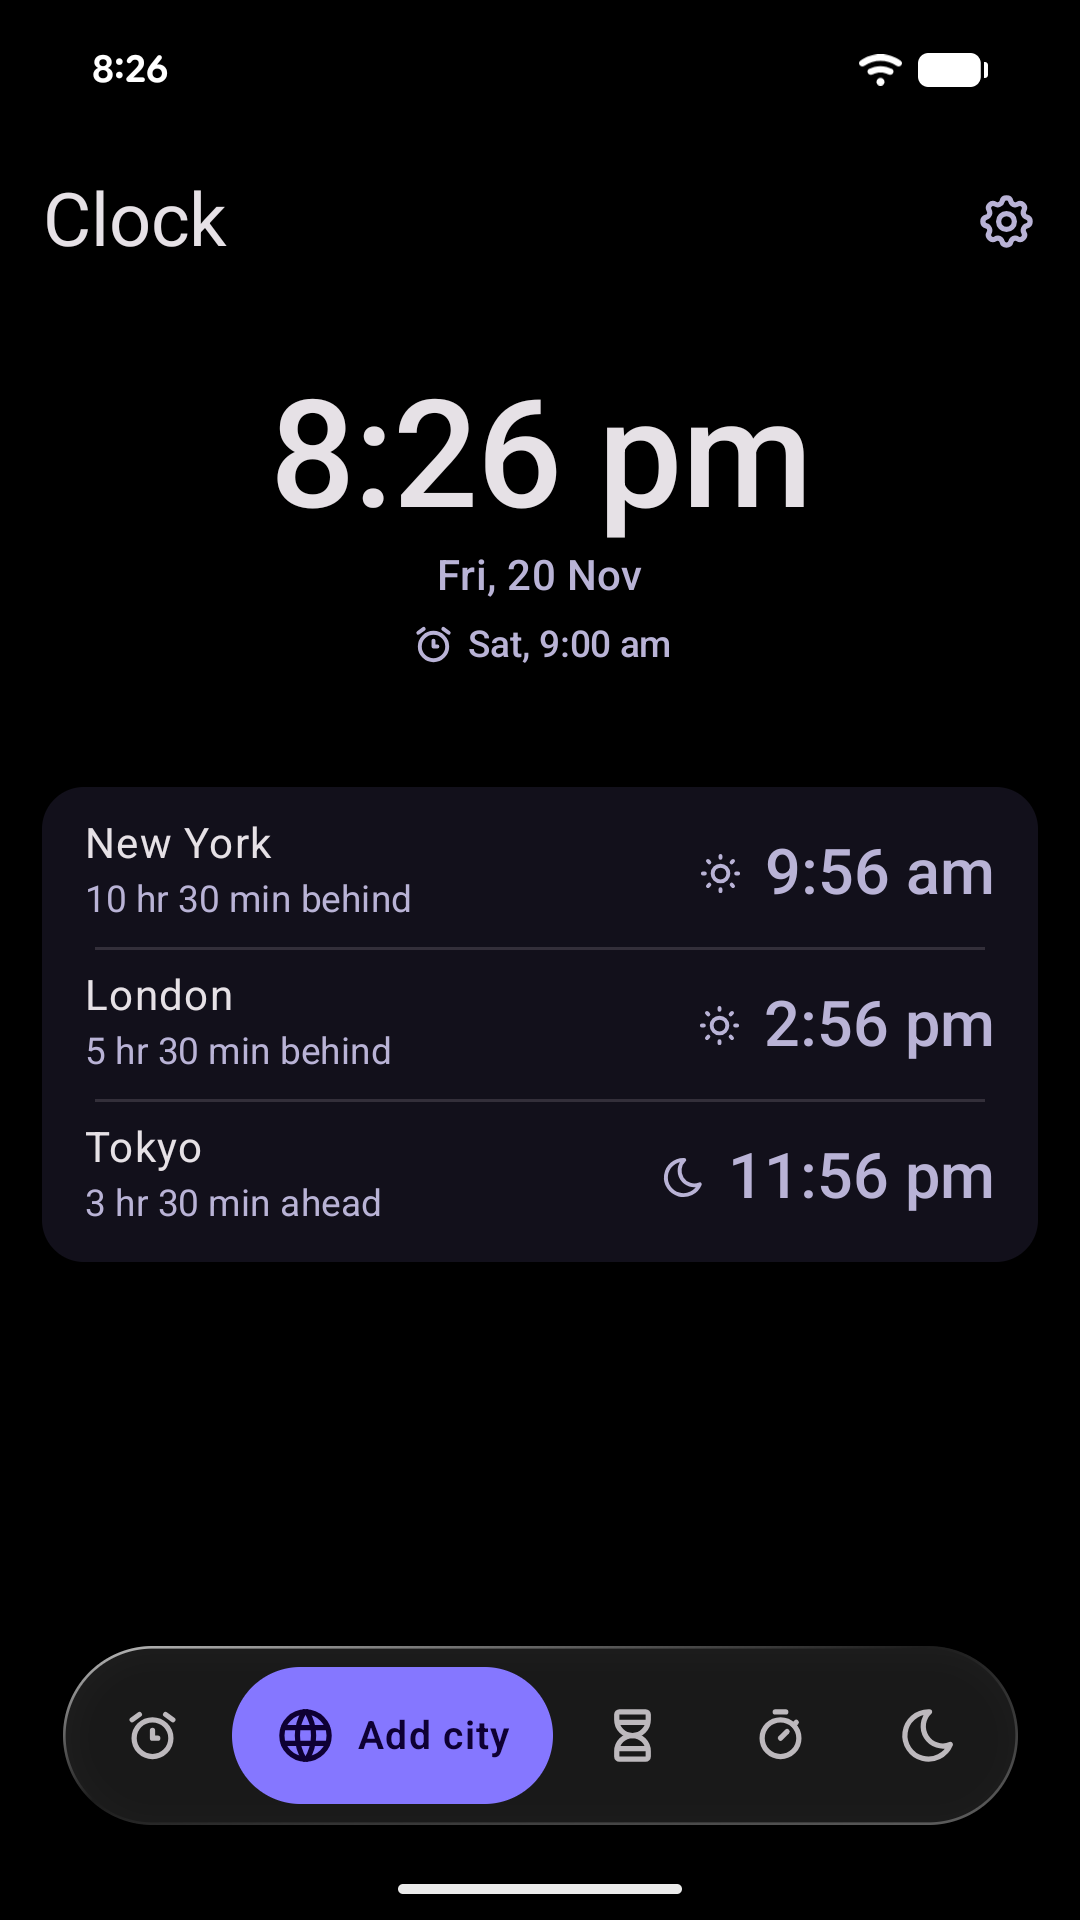 8:26
Clock
8:26 pm
Fri, 20 Nov
Sat, 9:00 am
New York
10 hr 30 min behind
9:56 am
London
5 hr 30 min behind
2:56 pm
Tokyo
3 hr 30 min ahead
11:56 pm
Add city